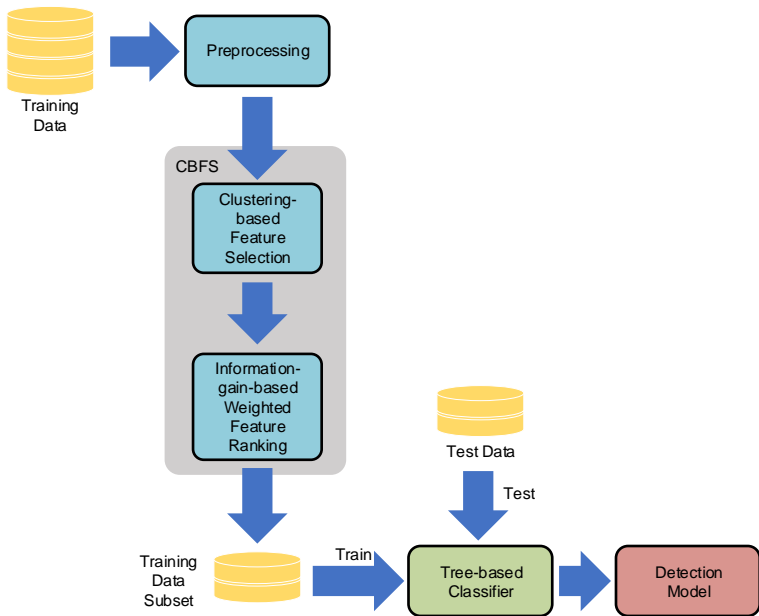 Preprocessing
Training
Data
CBFS
Clustering-
based
Feature
Selection
Information-
gain-based
Weighted
Feature
Ranking
Test Data
Test
Training
Data
Subset
Train
Tree-based
Classifier
Detection
Model